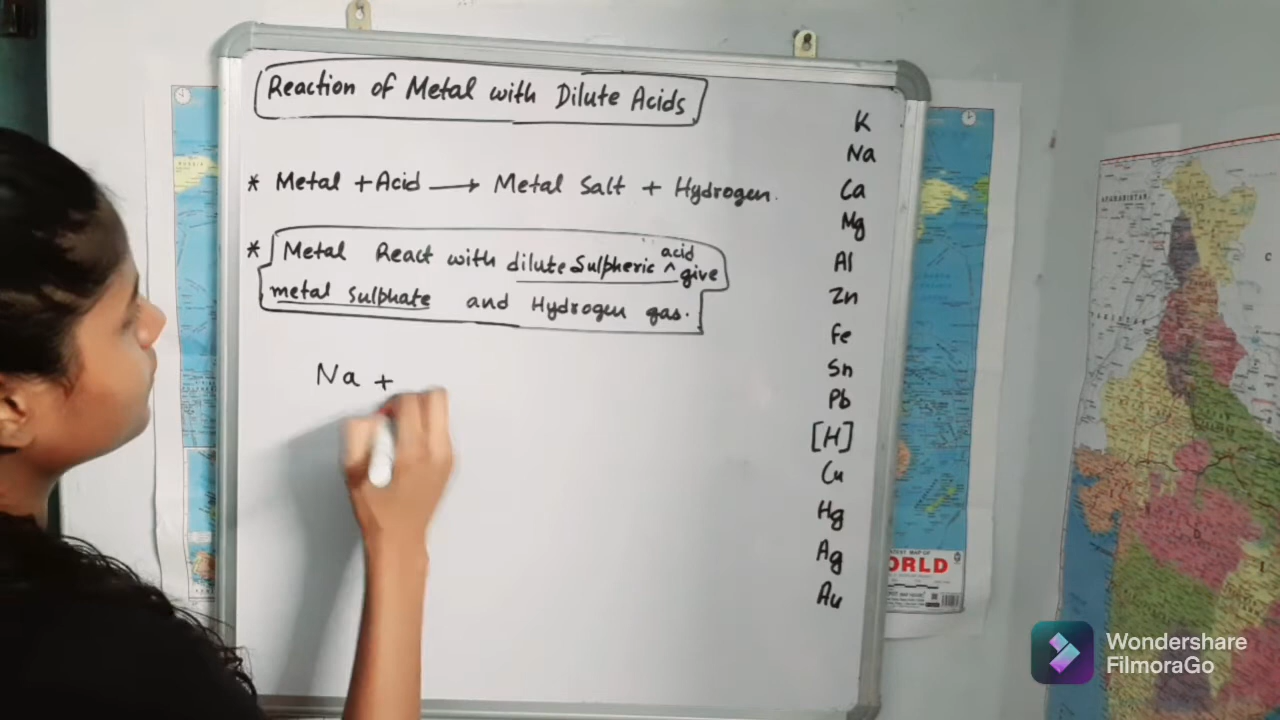 Reaction of Metal with Dilute Acids
* Metal + Acid → Metal Salt + Hydrogen.
* Metal React with dilute Sulpheric acid ^ give
metal sulphate and Hydrogen gas.
Na +
K
Na
Ca
Mg
Al
Zn
Fe
Sn
Pb
[H]
Cu
Hg
Ag
Au
ORLD
Wondershare
FilmoraGo